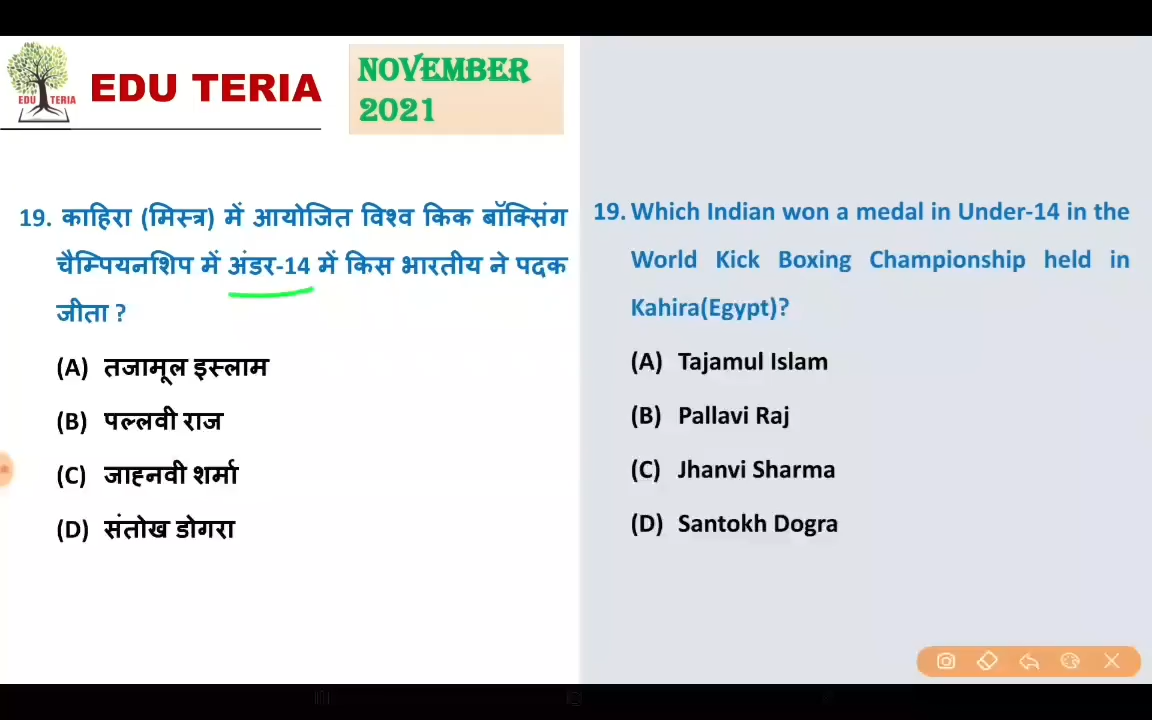 EDU TERIA
EDU TERIA
NOVEMBER
2021
19. काहिरा (मिस्त्र) में आयोजित विश्व किक बॉक्सिंग
चैम्पियनशिप में अंडर-14 में किस भारतीय ने पदक
जीता ?
(A) तजामूल इस्लाम
(B) पल्लवी राज
(C) जाह्नवी शर्मा
(D) संतोख डोगरा
19. Which Indian won a medal in Under-14 in the
World Kick Boxing Championship held in
Kahira(Egypt)?
(A) Tajamul Islam
(B) Pallavi Raj
(C) Jhanvi Sharma
(D) Santokh Dogra